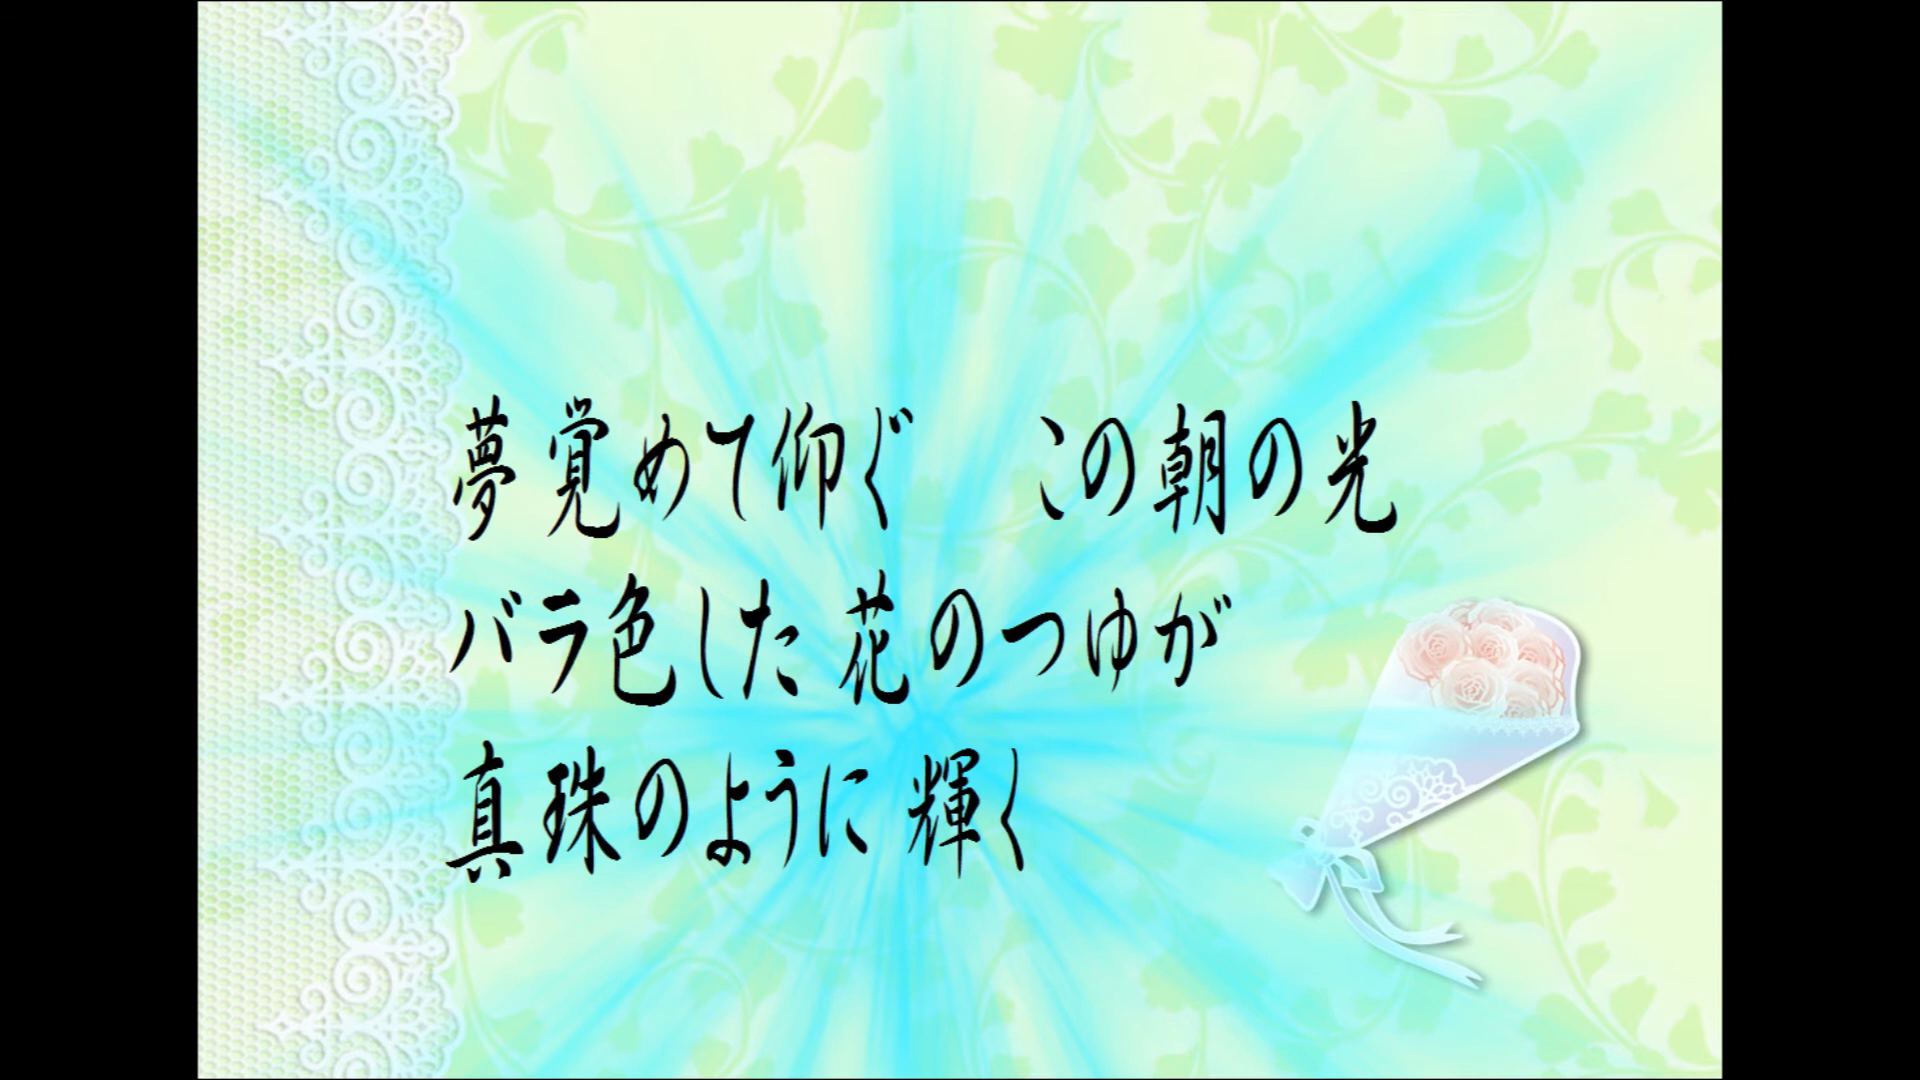 夢覚めて仰ぐ　この朝の光
バラ色した花のつゆが
真珠のように輝く